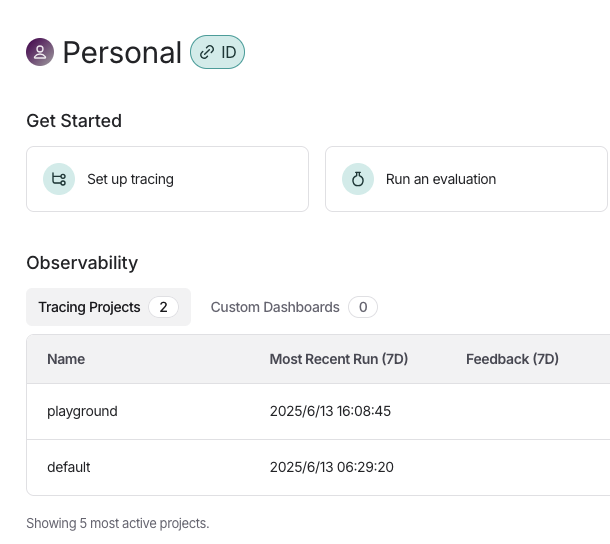 Personal ID
Get Started
Set up tracing Run an evaluation
Observability
Tracing Projects 2 Custom Dashboards 0
Name Most Recent Run (7D) Feedback (7D)
playground 2025/6/13 16:08:45
default 2025/6/13 06:29:20
Showing 5 most active projects.